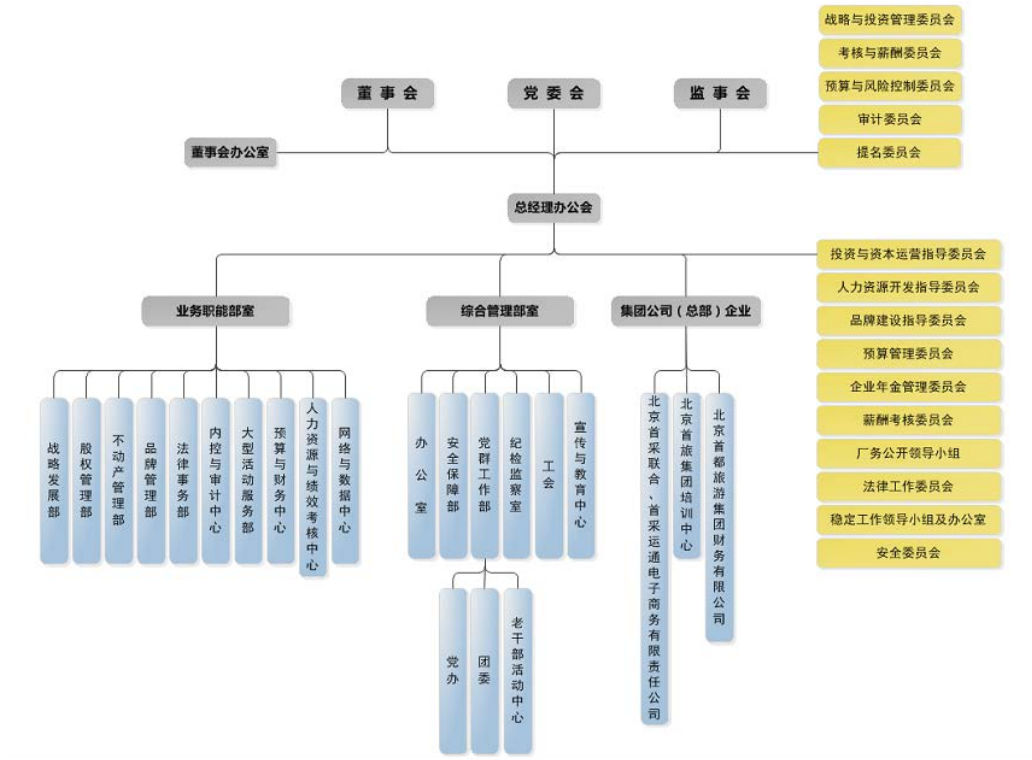 战略与投资管理委员会
考核与薪酬委员会
预算与风险控制委员会
审计委员会
提名委员会
董事会
党委会
监事会
董事会办公室
总经理办公会
投资与资本运营指导委员会
人力资源开发指导委员会
品牌建设指导委员会
预算管理委员会
企业年金管理委员会
薪酬考核委员会
厂务公开领导小组
法律工作委员会
稳定工作领导小组及办公室
安全委员会
业务职能部室
综合管理部室
集团公司（总部）企业
战略发展部
股权管理部
不动产管理部
品牌管理部
法律事务部
内控与审计中心
大型活动服务部
预算与财务中心
人力资源与绩效考核中心
网络与数据中心
办公室
安全保障部
党群工作部
纪检监察室
工会
宣传与教育中心
北京首采联合、首采运通电子商务有限责任公司
北京首旅集团培训中心
北京首都旅游集团财务有限公司
党办
团委
老干部活动中心